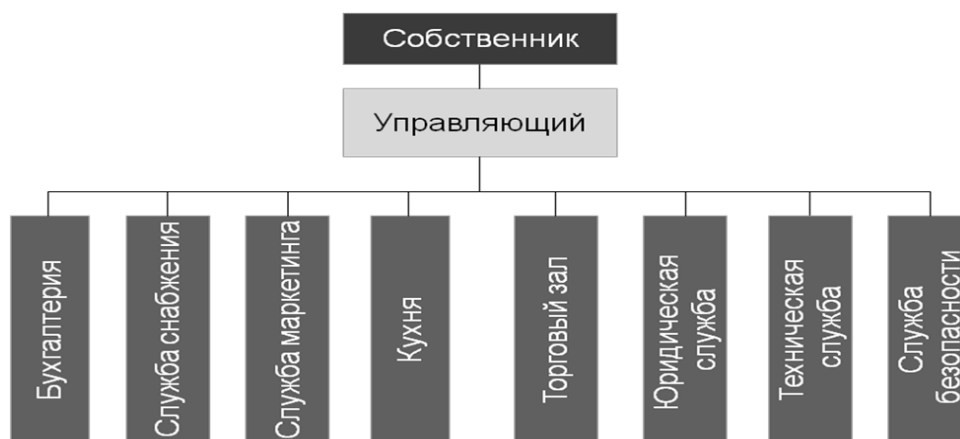 Собственник
Управляющий
Бухгалтерия
Служба снабжения
Служба маркетинга
Кухня
Торговый зал
Юридическая
служба
Техническая
служба
Служба
безопасности